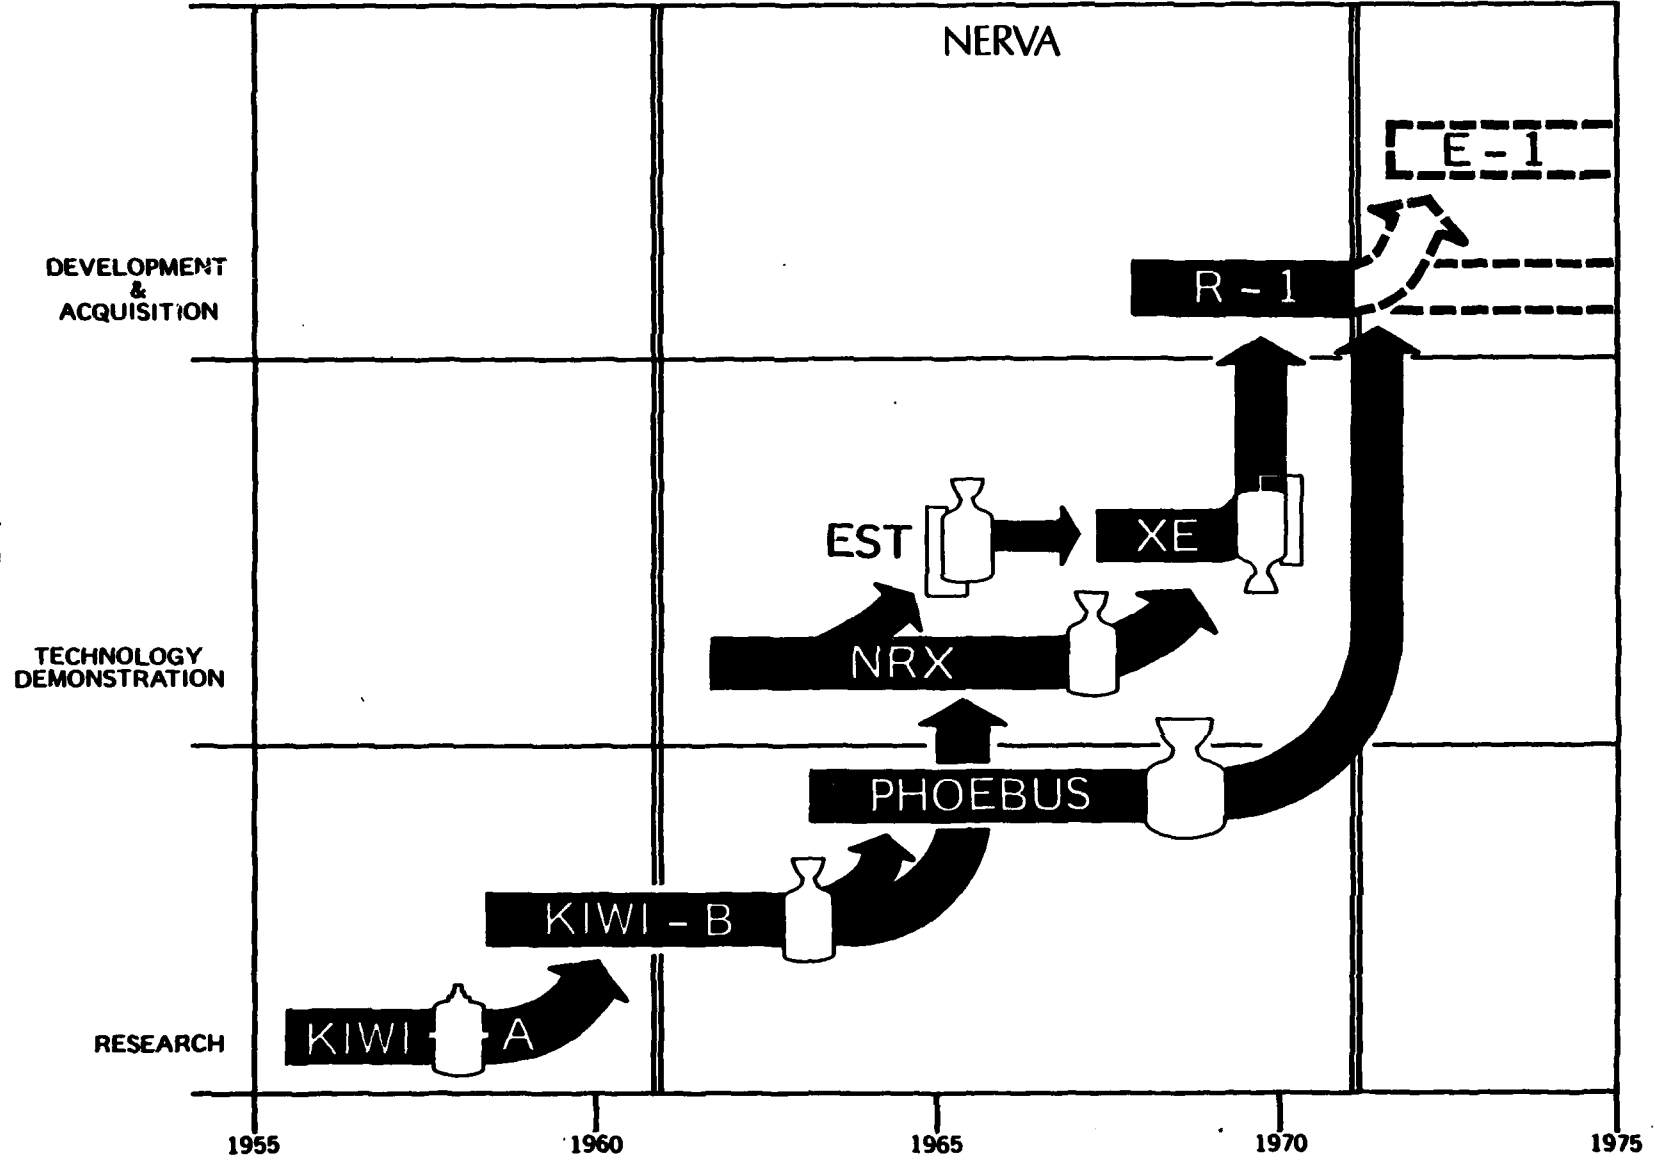 NERVA
E - 1
DEVELOPMENT
&
ACQUISITION
R - 1
EST
XE
TECHNOLOGY
DEMONSTRATION
NRX
PHOEBUS
KIWI - B
RESEARCH
KIWI - A
1955 1960 1965 1970 1975